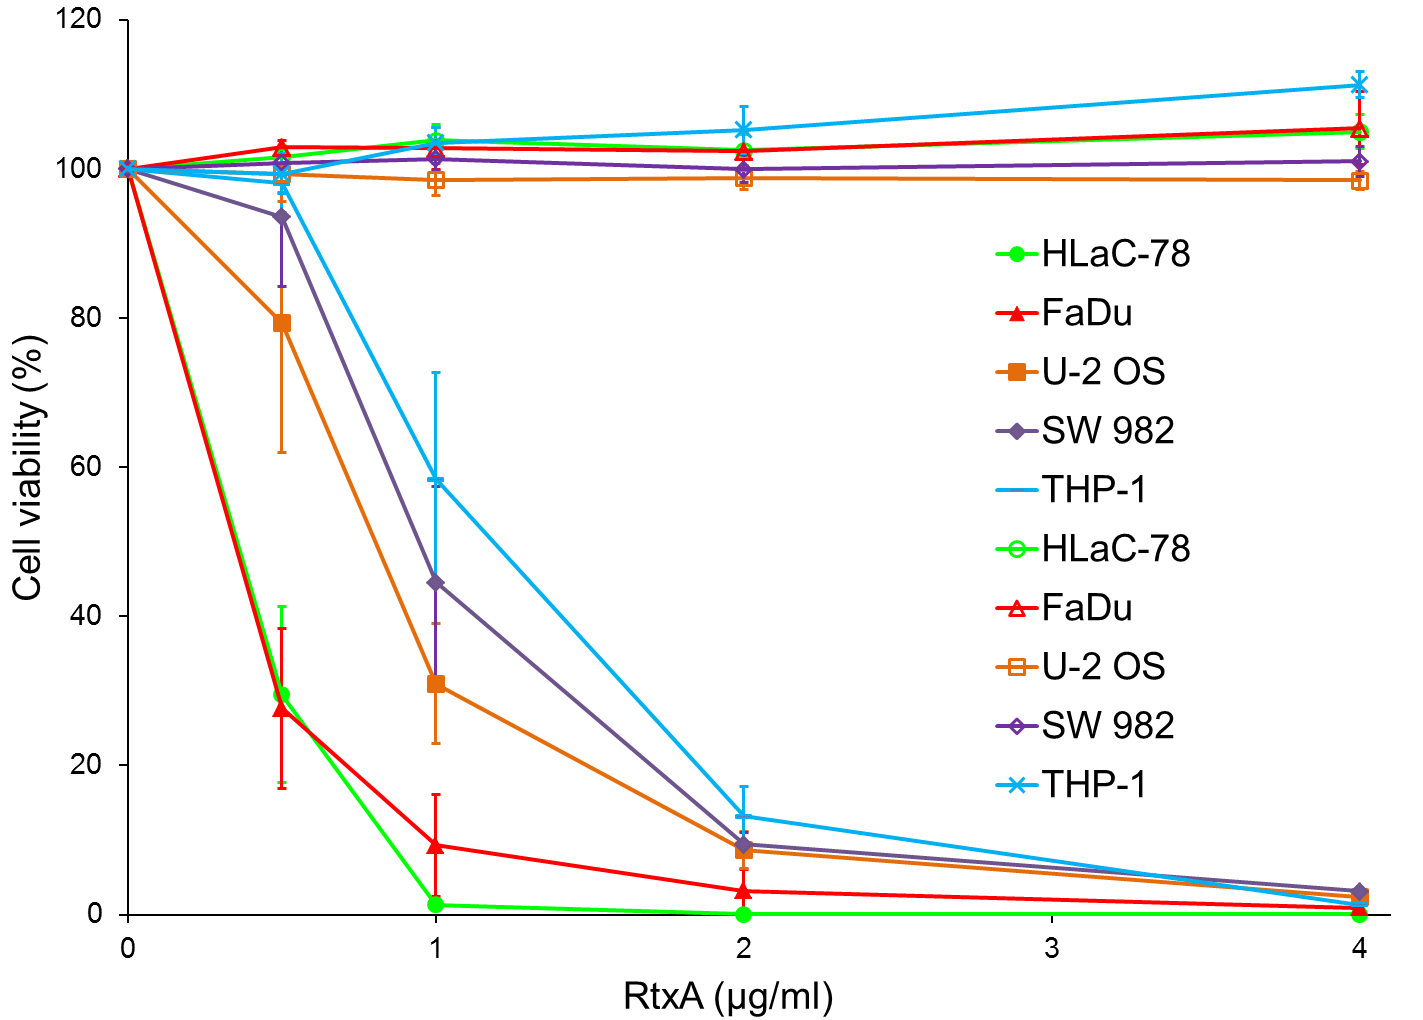 120
100
80
60
40
20
0
Cell viability (%)
HLaC-78
FaDu
U-2 OS
SW 982
THP-1
HLaC-78
FaDu
U-2 OS
SW 982
THP-1
0 1 2 3 4
RtxA (µg/ml)